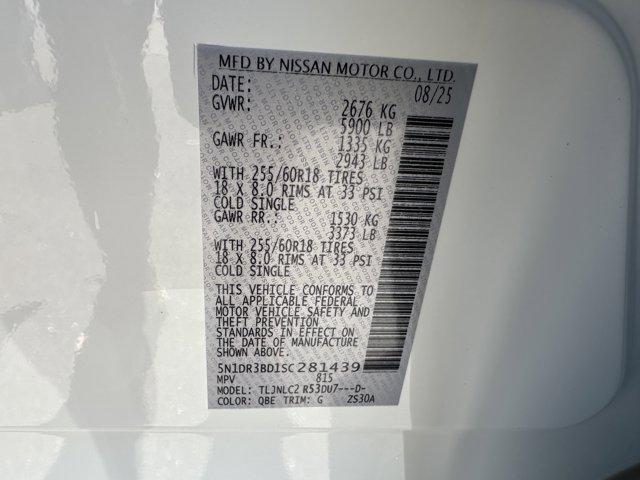 MFD BY NISSAN MOTOR CO., LTD.
DATE: 08/25
GVWR: 2676 KG
5900 LB
GAWR FR.: 1335 KG
2943 LB
WITH 255/60R18 TIRES
18 X 8.0 RIMS AT 33 PSI
COLD SINGLE
GAWR RR.: 1530 KG
3373 LB
WITH 255/60R18 TIRES
18 X 8.0 RIMS AT 33 PSI
COLD SINGLE
THIS VEHICLE CONFORMS TO
ALL APPLICABLE FEDERAL
MOTOR VEHICLE SAFETY AND
THEFT PREVENTION
STANDARDS IN EFFECT ON
THE DATE OF MANUFACTURE
SHOWN ABOVE.
5N1DR3BD1SC281439
MPV 815
MODEL: TLJNLC2 R53DU7---D-
COLOR: QBE TRIM: G ZS30A